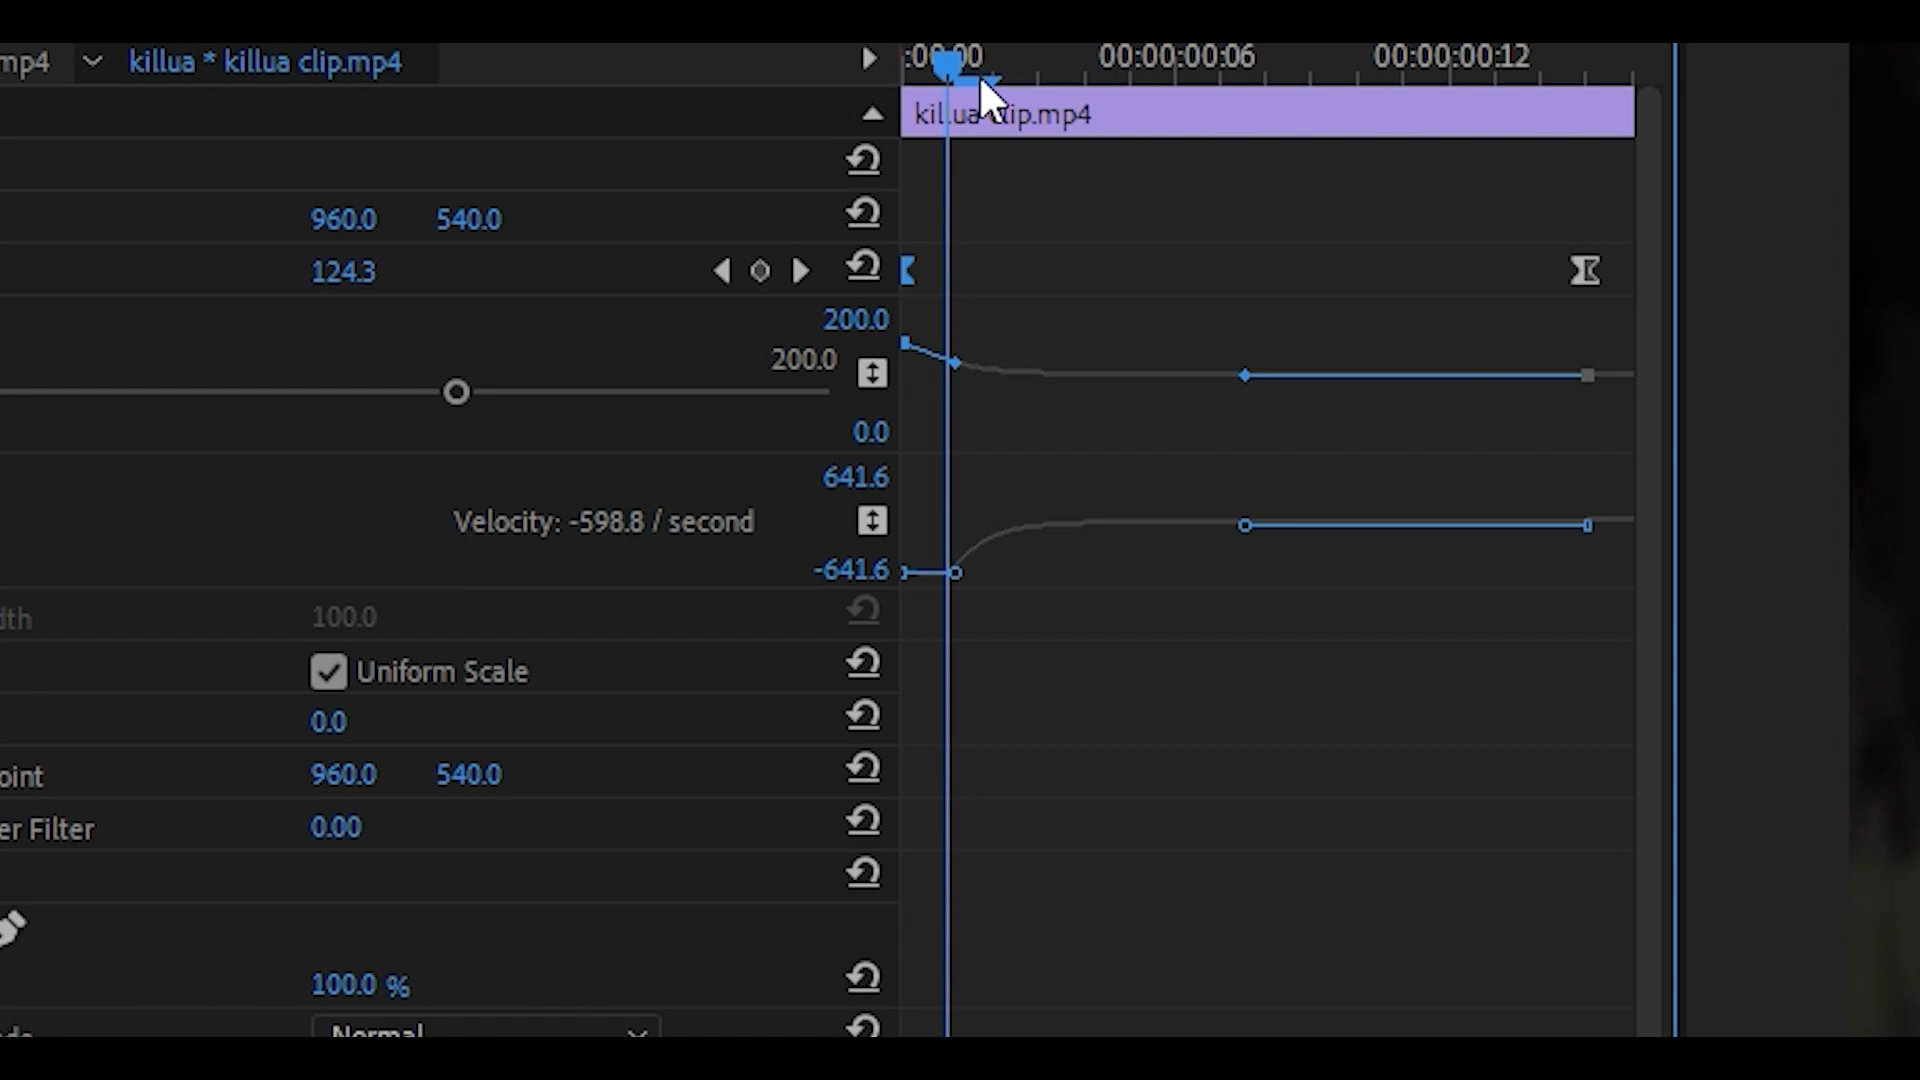 mp4 killua * killua clip.mp4 :00:00 00:00:00:06 00:00:00:12
killua clip.mp4
960.0 540.0
124.3
200.0
200.0
0.0
641.6
Velocity: -598.8 / second
-641.6
dth 100.0
Uniform Scale
0.0
oint 960.0 540.0
er Filter 0.00
100.0 %
Normal